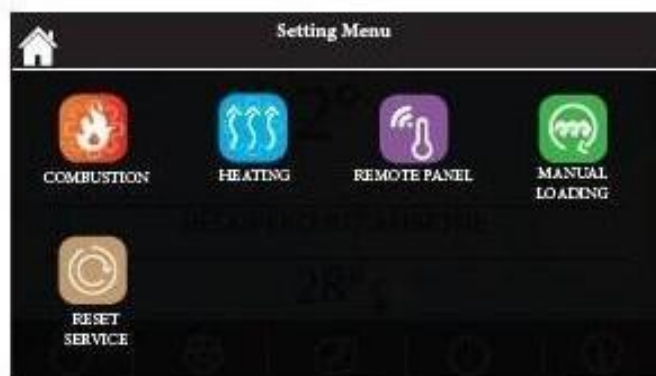 Setting Menu
COMBUSTION
HEATING
REMOTE PANEL
MANUAL
LOADING
RESET
SERVICE